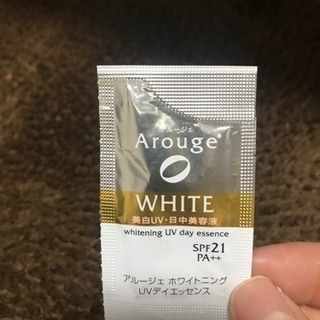 アルージェ
Arouge
WHITE
美白UV・日中美容液
whitening UV day essence
SPF21
PA++
アルージェ ホワイトニング
UVデイエッセンス